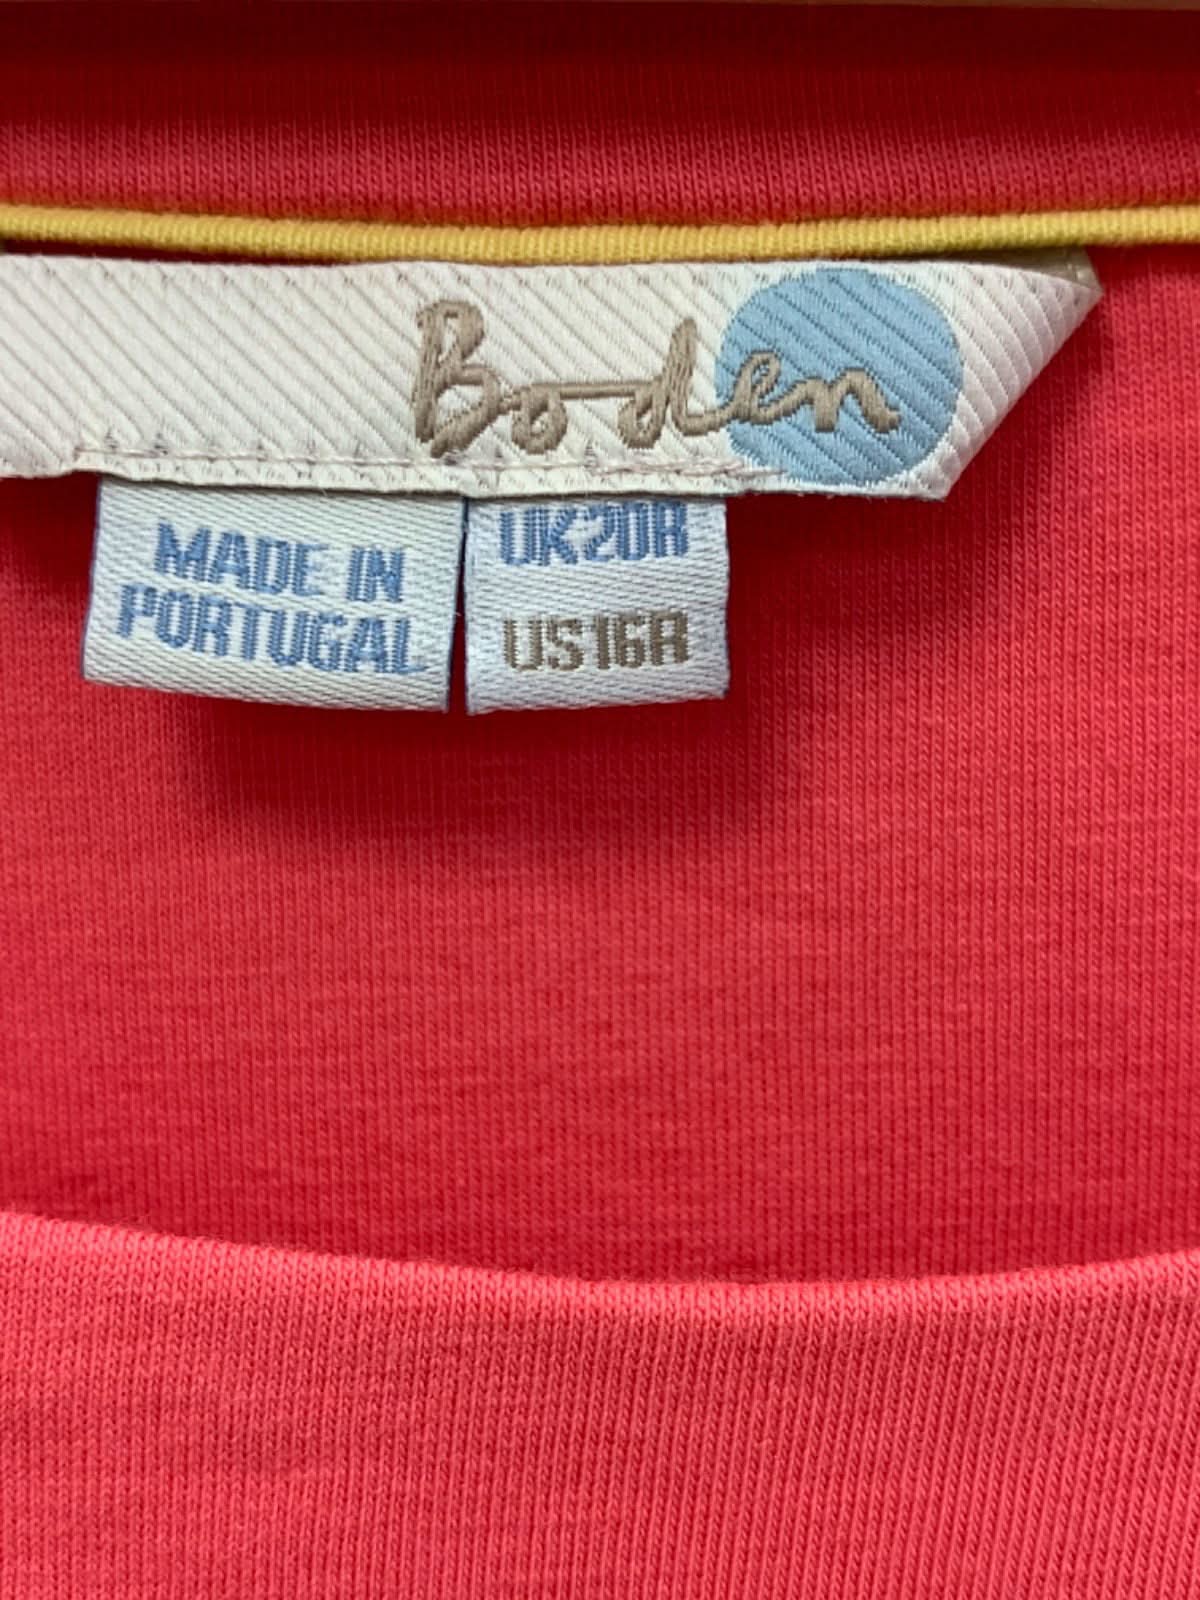 Boden
MADE IN
PORTUGAL
UK20R
US16R